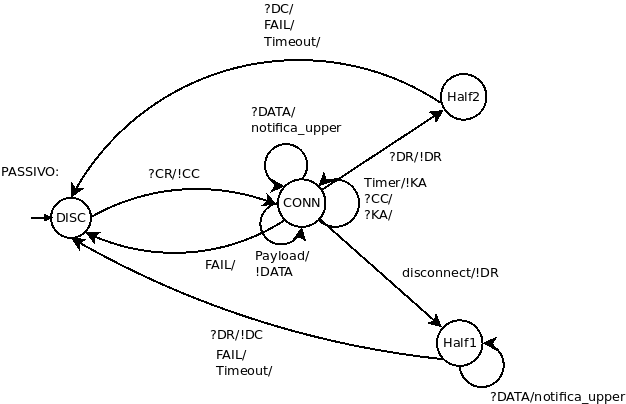 ?DC/
FAIL/
Timeout/
Half2
?DATA/
notifica_upper
?DR/!DR
PASSIVO:
?CR/!CC
Timer/!KA
?CC/
?KA/
DISC
CONN
FAIL/
Payload/
!DATA
disconnect/!DR
?DR/!DC
FAIL/
Timeout/
Half1
?DATA/notifica_upper